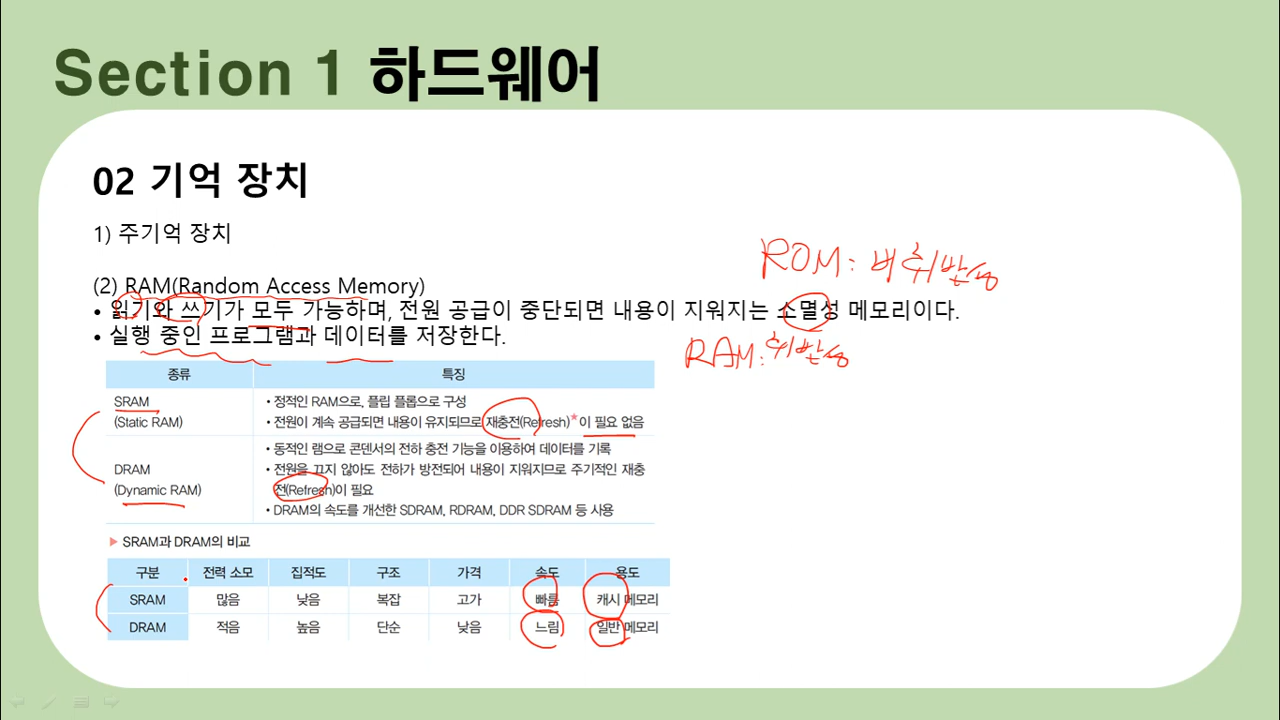 Section 1 하드웨어
02 기억 장치
1) 주기억 장치
ROM : 비휘발성
(2) RAM(Random Access Memory)
• 읽기와 쓰기가 모두 가능하며, 전원 공급이 중단되면 내용이 지워지는 소멸성 메모리이다.
• 실행 중인 프로그램과 데이터를 저장한다.
RAM : 휘발성
종류 특징
SRAM
(Static RAM)
• 정적인 RAM으로, 플립 플롭으로 구성
• 전원이 계속 공급되면 내용이 유지되므로 재충전(Refresh)*이 필요 없음
DRAM
(Dynamic RAM)
• 동적인 램으로 콘덴서의 전하 충전 기능을 이용하여 데이터를 기록
• 전원을 끄지 않아도 전하가 방전되어 내용이 지워지므로 주기적인 재충
전(Refresh)이 필요
• DRAM의 속도를 개선한 SDRAM, RDRAM, DDR SDRAM 등 사용
▶ SRAM과 DRAM의 비교
구분 전력 소모 집적도 구조 가격 속도 용도
SRAM 많음 낮음 복잡 고가 빠름 캐시 메모리
DRAM 적음 높음 단순 낮음 느림 일반 메모리